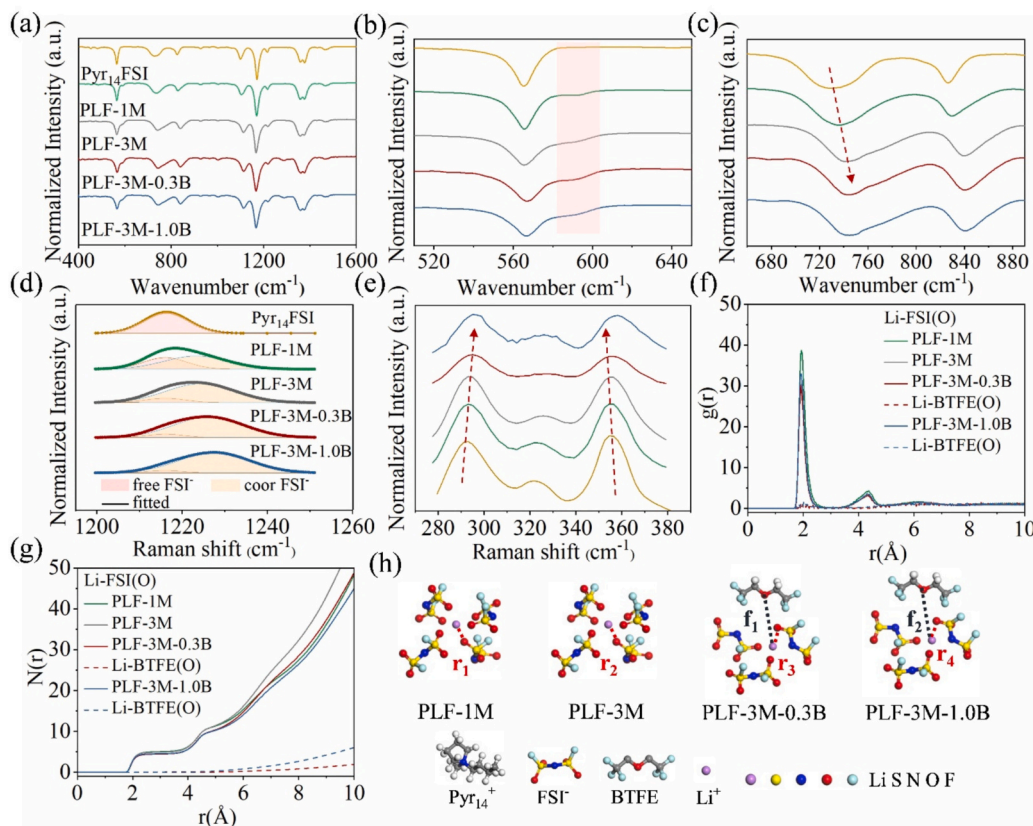 (a)
Normalized Intensity (a.u.)
Pyr₁₄FSI
PLF-1M
PLF-3M
PLF-3M-0.3B
PLF-3M-1.0B
400 800 1200 1600
Wavenumber (cm⁻¹)
(b)
Normalized Intensity (a.u.)
520 560 600 640
Wavenumber (cm⁻¹)
(c)
Normalized Intensity (a.u.)
680 720 760 800 840 880
Wavenumber (cm⁻¹)
(d)
Normalized Intensity (a.u.)
Pyr₁₄FSI
PLF-1M
PLF-3M
PLF-3M-0.3B
PLF-3M-1.0B
free FSI⁻ coor FSI⁻
fitted
1200 1220 1240 1260
Raman shift (cm⁻¹)
(e)
Normalized Intensity (a.u.)
280 300 320 340 360 380
Raman shift (cm⁻¹)
(f)
g(r)
50
40
30
20
10
0
Li-FSI(O)
PLF-1M
PLF-3M
PLF-3M-0.3B
Li-BTFE(O)
PLF-3M-1.0B
Li-BTFE(O)
0 2 4 6 8 10
r(Å)
(g)
N(r)
50
40
30
20
10
0
Li-FSI(O)
PLF-1M
PLF-3M
PLF-3M-0.3B
Li-BTFE(O)
PLF-3M-1.0B
Li-BTFE(O)
0 2 4 6 8 10
r(Å)
(h)
r₁
r₂
f₁
r₃
f₂
r₄
PLF-1M PLF-3M PLF-3M-0.3B PLF-3M-1.0B
Pyr₁₄⁺ FSI⁻ BTFE Li⁺ Li S N O F